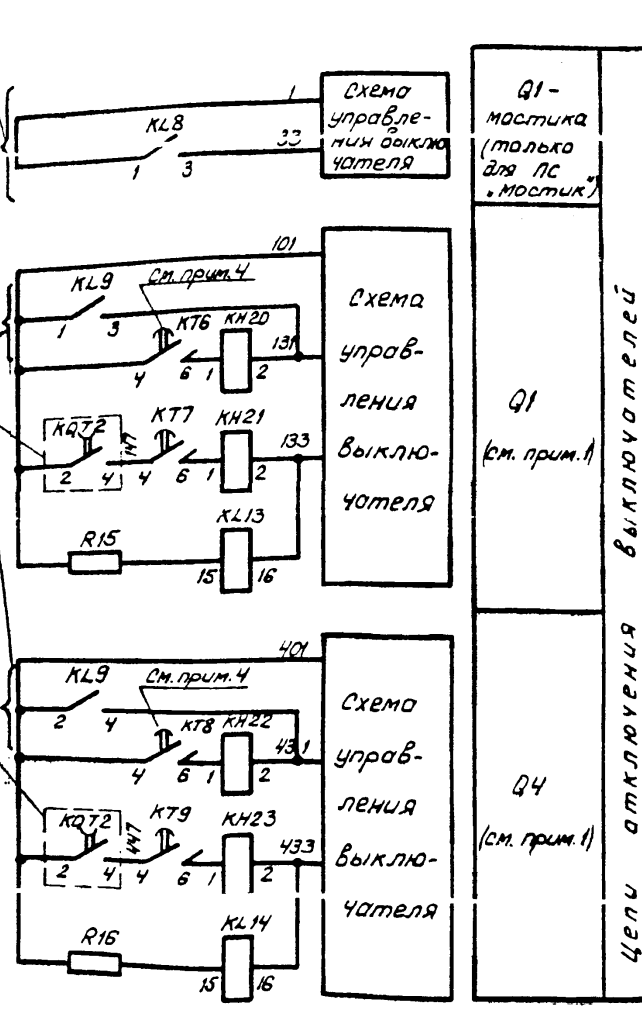 1
KL8
33
1 3
Схема
управле-
ния выклю
чателя
Q1-
мостика
(только
для ПС
„мостик")
101
KL9
См. прим. 4
1 3
KT6
KH20
131
4 6 1 2
KQT2
147
KT7
KH21
133
2 4 4 6 1 2
R15
KL13
15 16
Схема
управ-
ления
выклю-
чателя
Q1
(см. прим. 1)
401
KL9
См. прим. 4
2 4
KT8
KH22
431
4 6 1 2
KQT2
447
KT9
KH23
433
2 4 4 6 1 2
R16
KL14
15 16
Схема
управ-
ления
выклю-
чателя
Q4
(см. прим. 1)
Цепи отключения выключателей